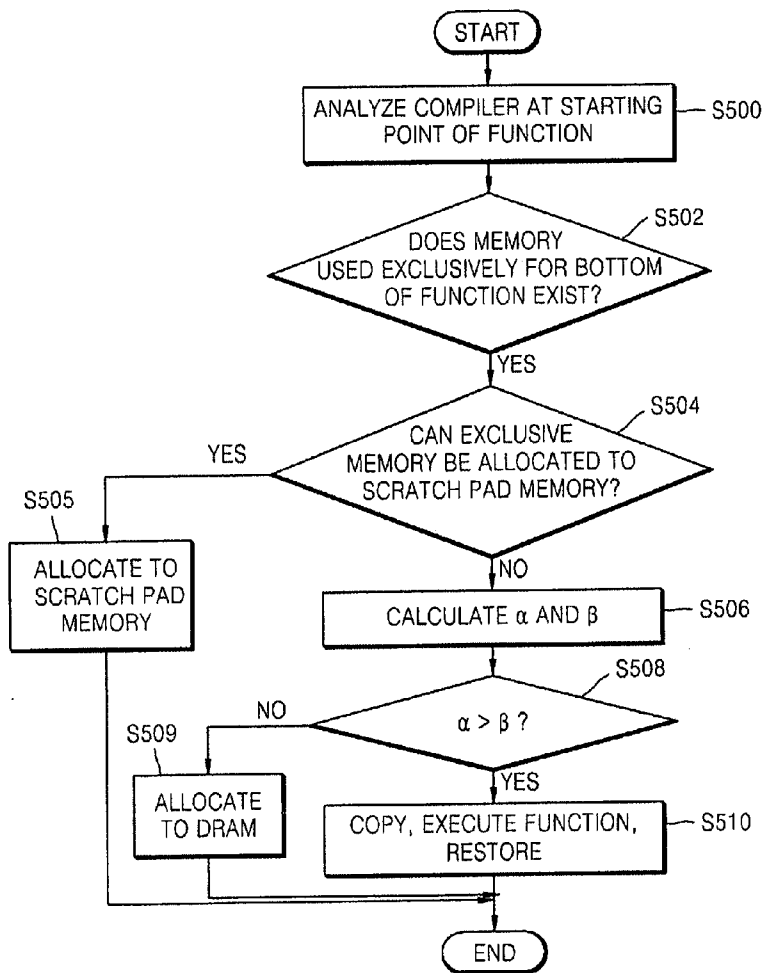 START
ANALYZE COMPILER AT STARTING
POINT OF FUNCTION
S500
S502
DOES MEMORY
USED EXCLUSIVELY FOR BOTTOM
OF FUNCTION EXIST?
YES
S504
CAN EXCLUSIVE
MEMORY BE ALLOCATED TO
SCRATCH PAD MEMORY?
YES
S505
ALLOCATE TO
SCRATCH PAD
MEMORY
NO
CALCULATE α AND β
S506
S508
α > β ?
NO
S509
ALLOCATE
TO DRAM
YES
COPY, EXECUTE FUNCTION,
RESTORE
S510
END